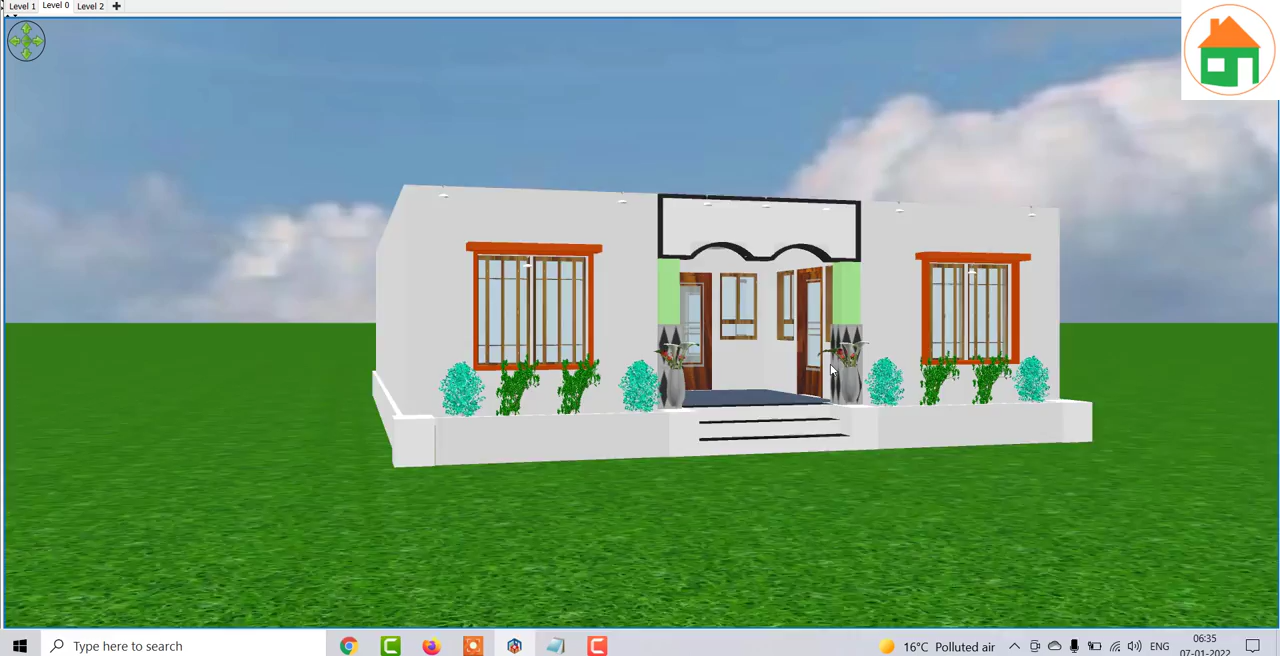 Level 1 Level 0 Level 2
Type here to search
16°C Polluted air
ENG
06:35
07-01-2022